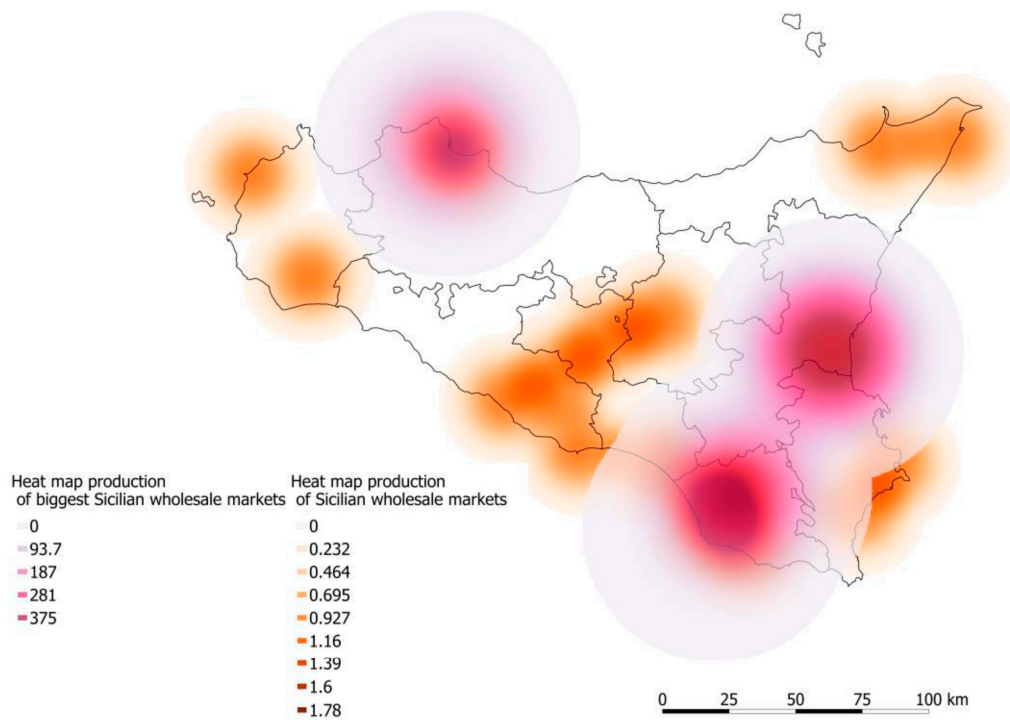 Heat map production
of biggest Sicilian wholesale markets
0
93.7
187
281
375
Heat map production
of Sicilian wholesale markets
0
0.232
0.464
0.695
0.927
1.16
1.39
1.6
1.78
0 25 50 75 100 km